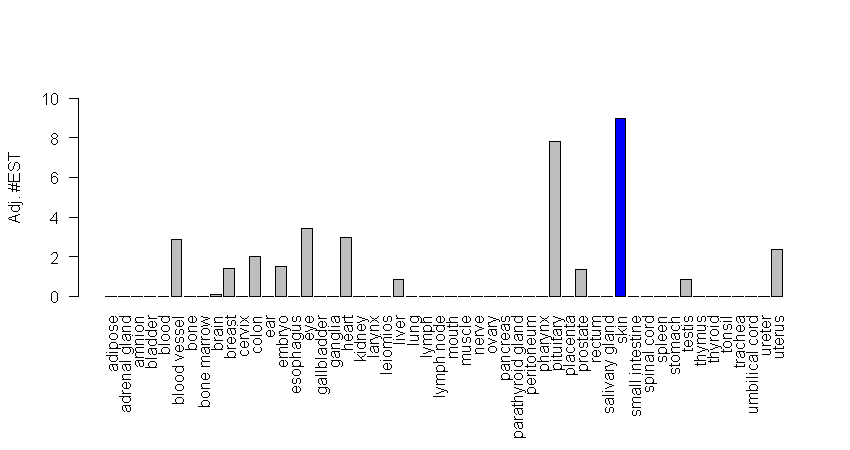 Adj. #EST
10
8
6
4
2
0
adipose
adrenal gland
amnion
bladder
blood
blood vessel
bone
bone marrow
brain
breast
cervix
colon
ear
embryo
esophagus
eye
gallbladder
ganglia
heart
kidney
larynx
leiomios
liver
lung
lymph
lymph node
mouth
muscle
nerve
ovary
pancreas
parathyroid gland
peritoneum
pharynx
pituitary
placenta
prostate
rectum
salivary gland
skin
small intestine
spinal cord
spleen
stomach
testis
thymus
thyroid
tonsil
trachea
umbilical cord
ureter
uterus